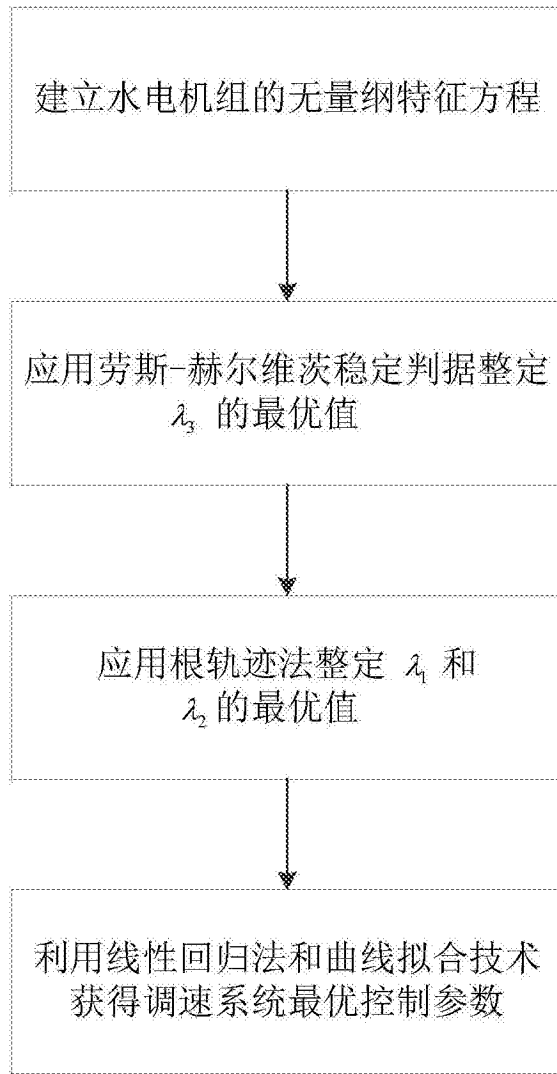 建立水电机组的无量纲特征方程
应用劳斯-赫尔维茨稳定判据整定
λ₃ 的最优值
应用根轨迹法整定 λ₁ 和
λ₂ 的最优值
利用线性回归法和曲线拟合技术
获得调速系统最优控制参数